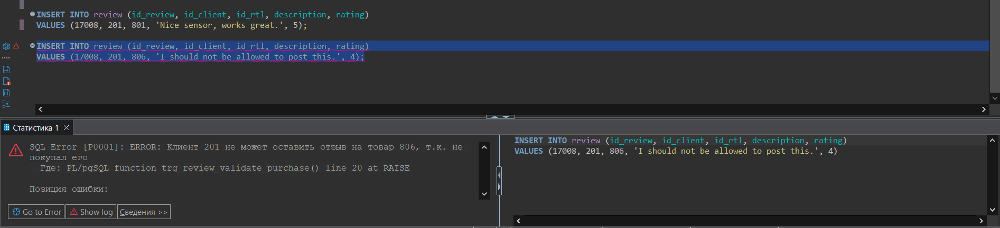 INSERT INTO review (id_review, id_client, id_rtl, description, rating)
VALUES (17008, 201, 801, 'Nice sensor, works great.', 5);
INSERT INTO review (id_review, id_client, id_rtl, description, rating)
VALUES (17008, 201, 806, 'I should not be allowed to post this.', 4);
Статистика 1
SQL Error [P0001]: ERROR: Клиент 201 не может оставить отзыв на товар 806, т.к. не
покупал его
Где: PL/pgSQL function trg_review_validate_purchase() line 20 at RAISE
Позиция ошибки:
Go to Error Show log Сведения >>
INSERT INTO review (id_review, id_client, id_rtl, description, rating)
VALUES (17008, 201, 806, 'I should not be allowed to post this.', 4)